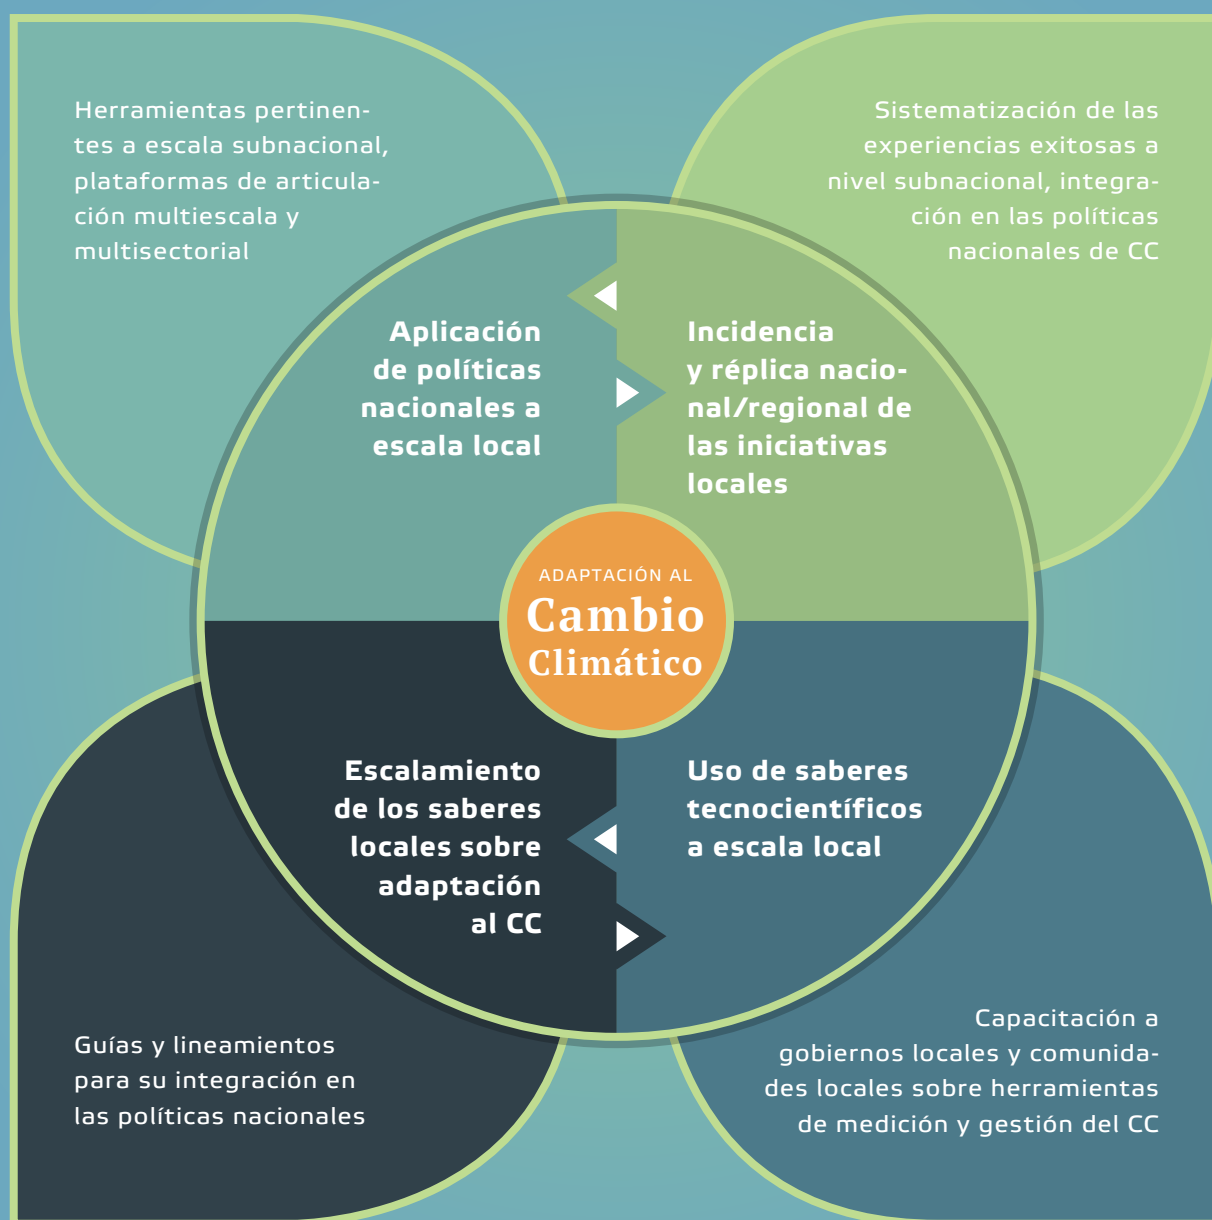 Herramientas pertinen-
tes a escala subnacional,
plataformas de articula-
ción multiescala y
multisectorial
Sistematización de las
experiencias exitosas a
nivel subnacional, integra-
ción en las políticas
nacionales de CC
Aplicación
de políticas
nacionales a
escala local
Incidencia
y réplica nacio-
nal/regional de
las iniciativas
locales
ADAPTACIÓN AL
Cambio
Climático
Escalamiento
de los saberes
locales sobre
adaptación
al CC
Uso de saberes
tecnocientíficos
a escala local
Guías y lineamientos
para su integración en
las políticas nacionales
Capacitación a
gobiernos locales y comunida-
des locales sobre herramientas
de medición y gestión del CC